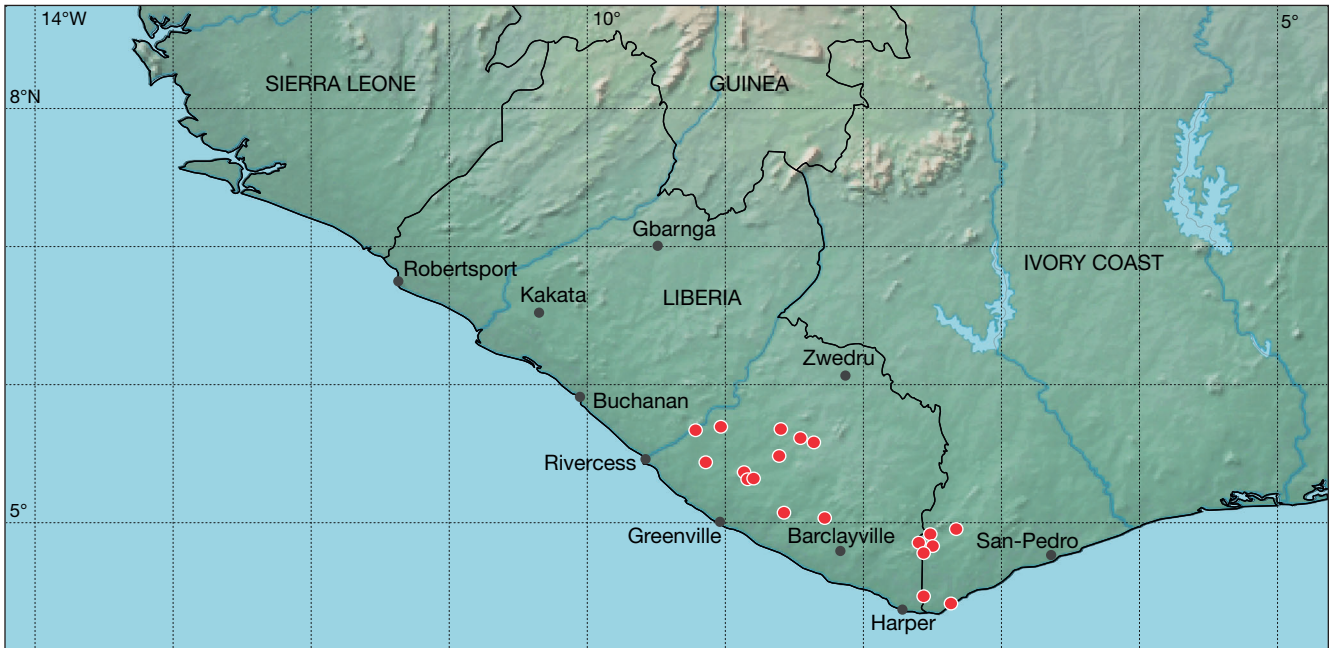 14°W
10°
5°
8°N
SIERRA LEONE
GUINEA
Gbarnga
IVORY COAST
Robertsport
Kakata
LIBERIA
Zwedru
Buchanan
Rivercess
5°
Greenville
Barclayville
San-Pedro
Harper